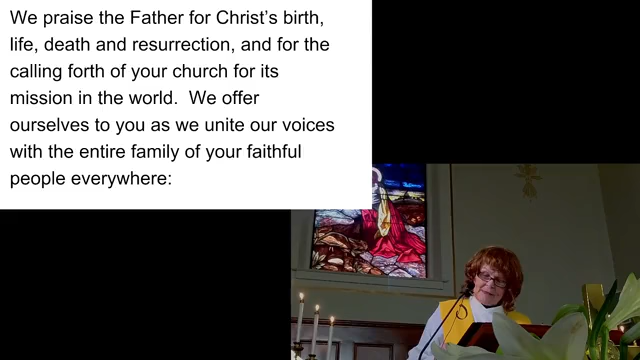 We praise the Father for Christ’s birth,
life, death and resurrection, and for the
calling forth of your church for its
mission in the world.  We offer
ourselves to you as we unite our voices
with the entire family of your faithful
people everywhere: